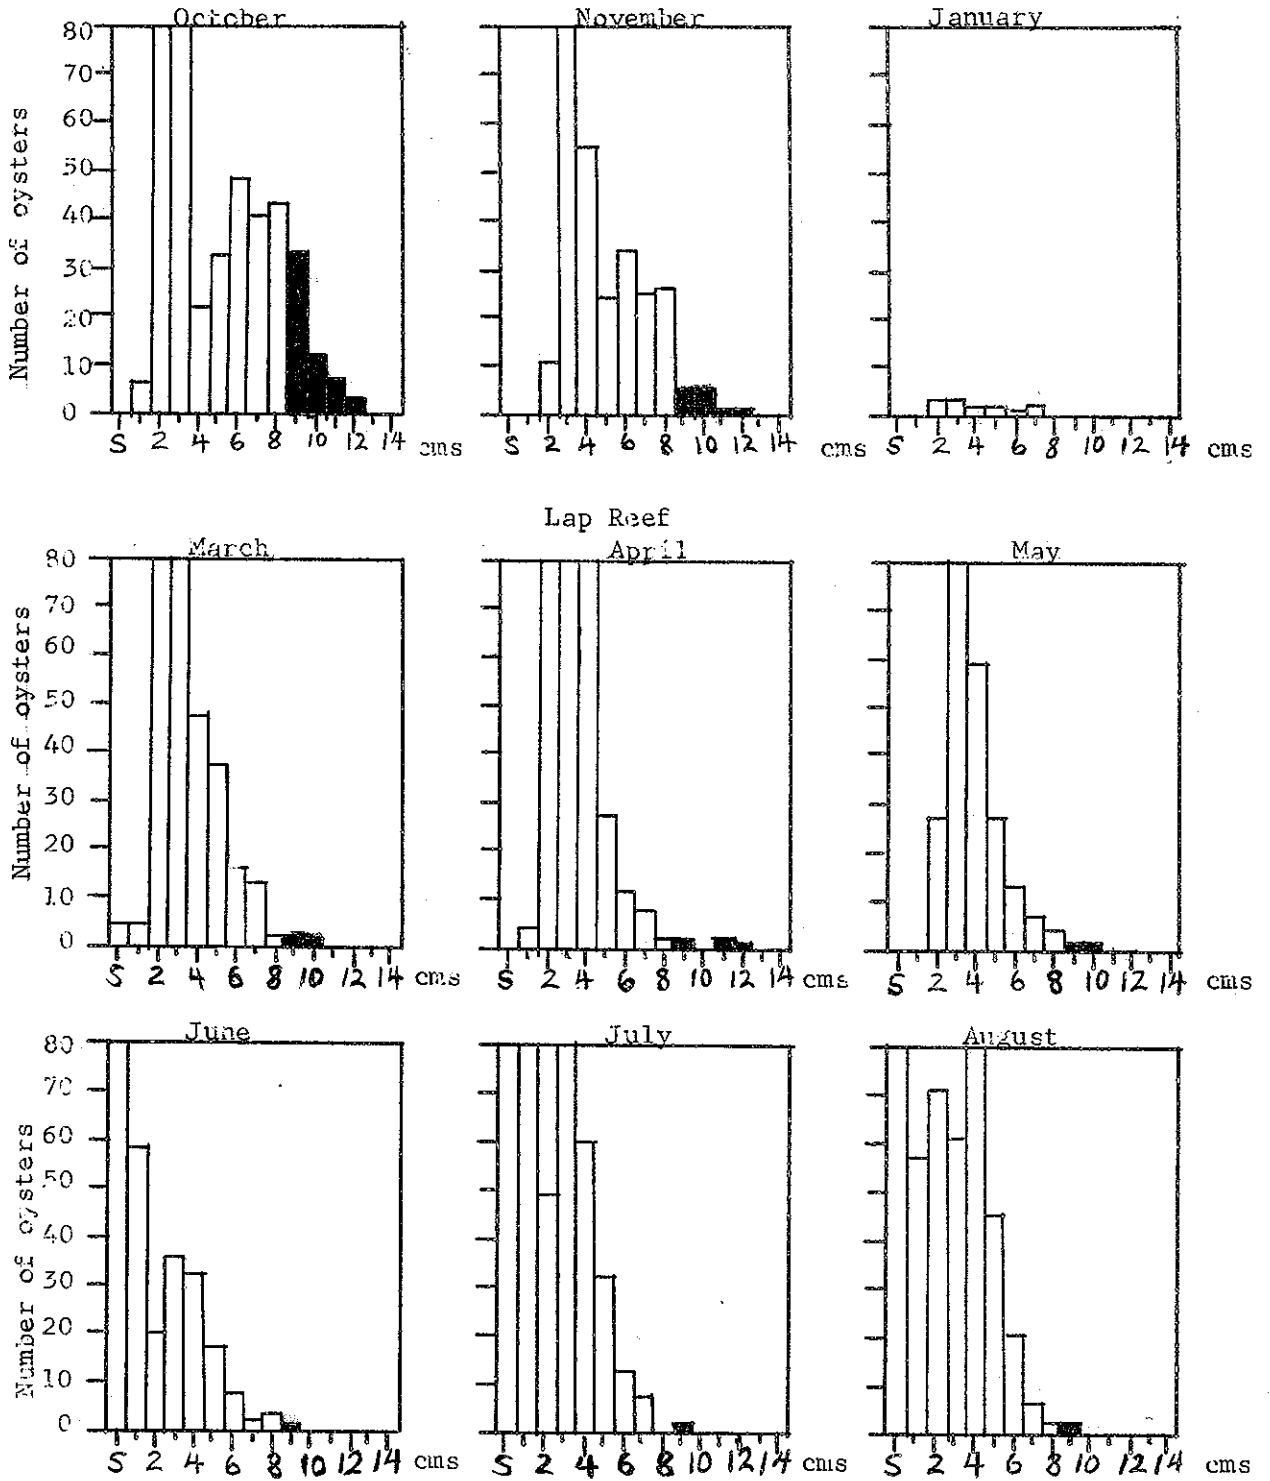 October November January
Number of oysters
80
70
60
50
40
30
20
10
0
S 2 4 6 8 10 12 14 cms
S 2 4 6 8 10 12 14 cms
S 2 4 6 8 10 12 14 cms
Lap Reef
March April May
Number of oysters
80
70
60
50
40
30
20
10
0
S 2 4 6 8 10 12 14 cms
S 2 4 6 8 10 12 14 cms
S 2 4 6 8 10 12 14 cms
June July August
Number of oysters
80
70
60
50
40
30
20
10
0
S 2 4 6 8 10 12 14 cms
S 2 4 6 8 10 12 14 cms
S 2 4 6 8 10 12 14 cms